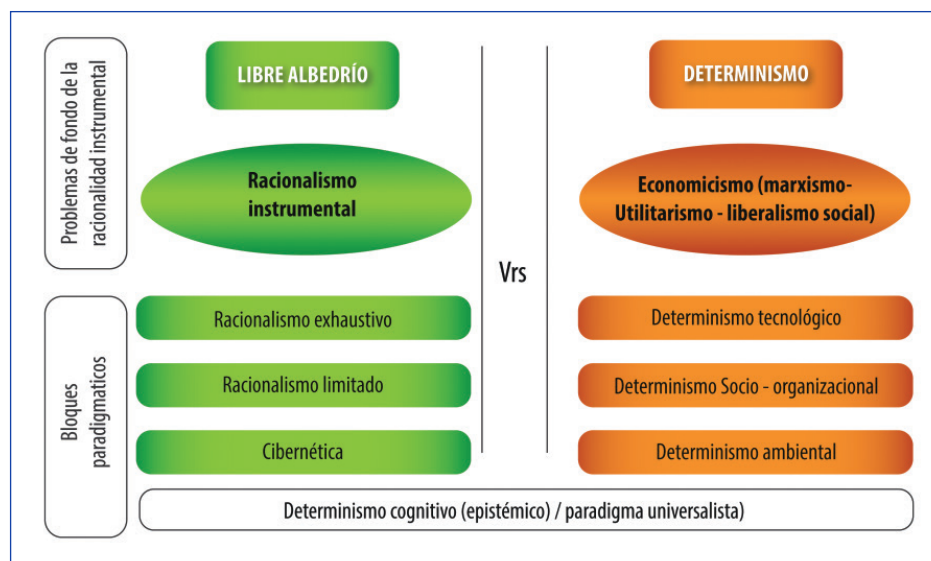 Problemas de fondo de la
racionalidad instrumental
LIBRE ALBEDRÍO
DETERMINISMO
Racionalismo
instrumental
Economicismo (marxismo-
Utilitarismo - liberalismo social)
Vrs
Bloques
paradigmaticos
Racionalismo exhaustivo
Determinismo tecnológico
Racionalismo limitado
Determinismo Socio - organizacional
Cibernética
Determinismo ambiental
Determinismo cognitivo (epistémico) / paradigma universalista)